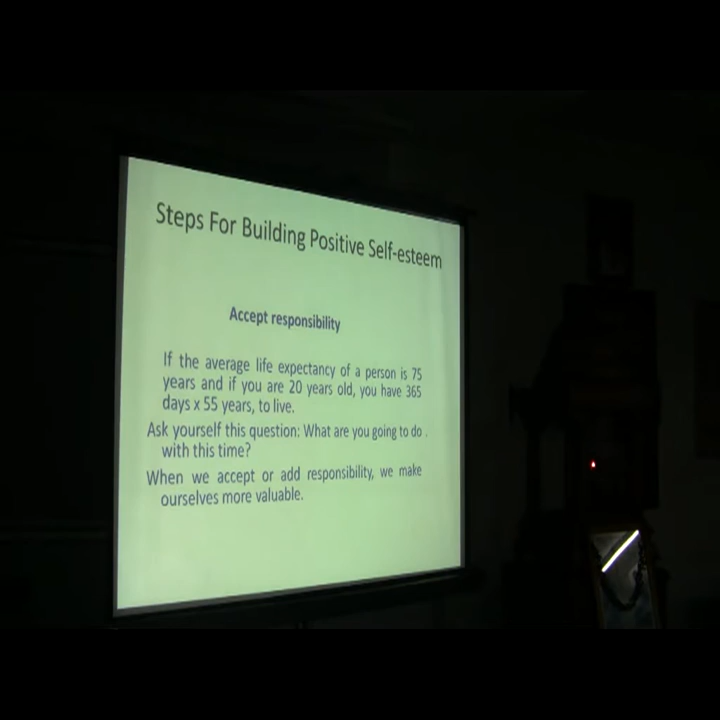 Steps For Building Positive Self-esteem
Accept responsibility
If the average life expectancy of a person is 75
years and if you are 20 years old, you have 365
days x 55 years, to live.
Ask yourself this question: What are you going to do
with this time?
When we accept or add responsibility, we make
ourselves more valuable.